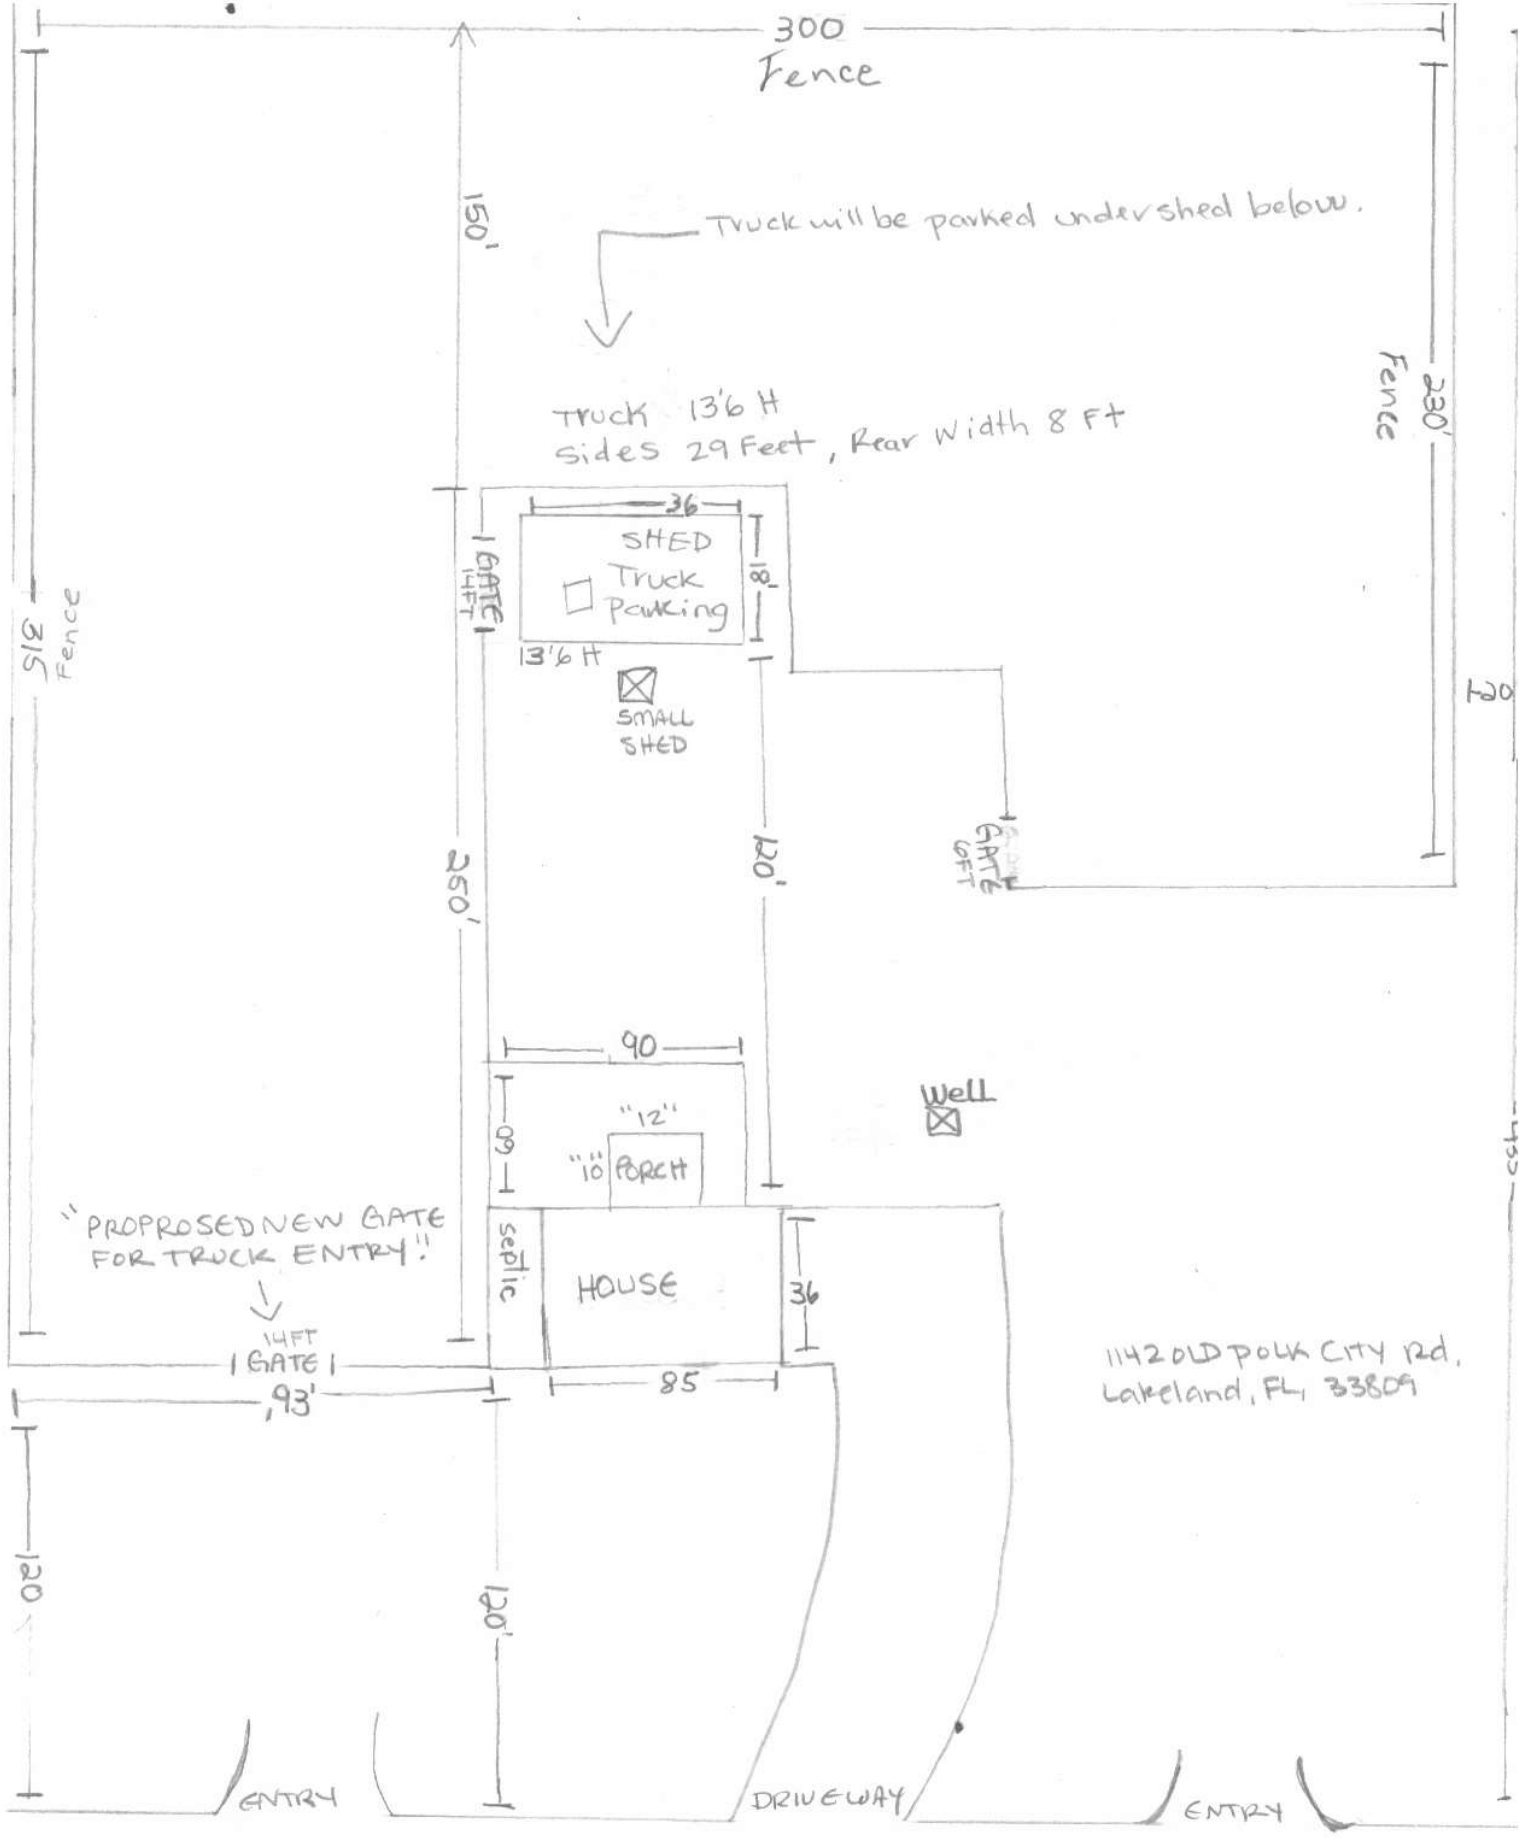 300
Fence
150'
Truck will be parked under shed below.
Fence
230'
Truck 13'6 H
Sides 29 Feet, Rear Width 8 Ft
36
SHED
Truck
Parking
18'
GATE
14FT
13'6 H
SMALL
SHED
315
Fence
120
GATE
6FT
120'
250'
90
60
"12"
"10" PORCH
Well
"PROPROSED NEW GATE
FOR TRUCK ENTRY"
14FT
GATE
93'
septic
HOUSE
36
85
1142 OLD POLK CITY Rd,
Lakeland, FL, 33809
120
120'
ENTRY
DRIVEWAY
ENTRY